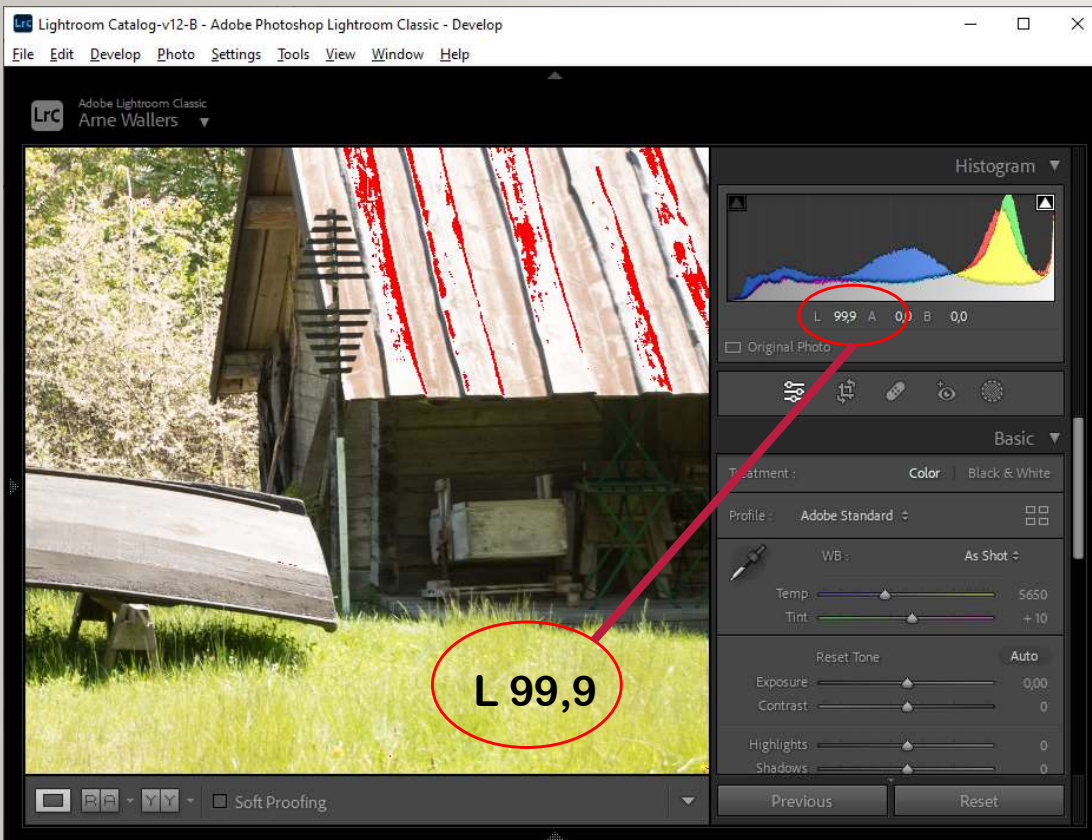 LrC Lightroom Catalog-v12-B - Adobe Photoshop Lightroom Classic - Develop
File Edit Develop Photo Settings Tools View Window Help
LrC Adobe Lightroom Classic
Arne Wallers
Histogram
L 99,9 A 0,0 B 0,0
Original Photo
Basic
Treatment : Color Black & White
Profile : Adobe Standard
WB : As Shot
Temp 5650
Tint + 10
Reset Tone Auto
Exposure 0,00
Contrast 0
Highlights 0
Shadows 0
L 99,9
R A Y Y Soft Proofing
Previous Reset